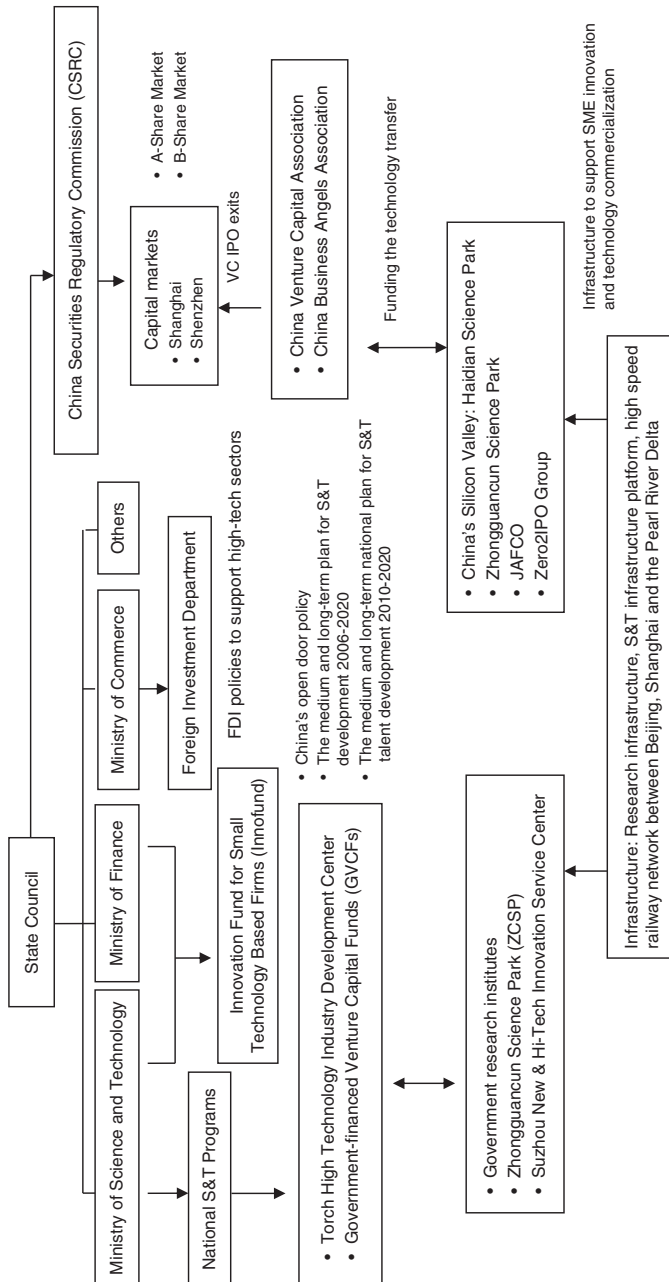 State Council
Ministry of Science and Technology
Ministry of Finance
Ministry of Commerce
Others
China Securities Regulatory Commission (CSRC)
National S&T Programs
Innovation Fund for Small
Technology Based Firms (Innofund)
Foreign Investment Department
FDI policies to support high-tech sectors
Capital markets
• Shanghai
• Shenzhen
• A-Share Market
• B-Share Market
VC IPO exits
• Torch High Technology Industry Development Center
• Government-financed Venture Capital Funds (GVCFs)
• China's open door policy
• The medium and long-term plan for S&T
development 2006-2020
• The medium and long-term national plan for S&T
talent development 2010-2020
• China Venture Capital Association
• China Business Angels Association
Funding the technology transfer
• Government research institutes
• Zhongguancun Science Park (ZCSP)
• Suzhou New & Hi-Tech Innovation Service Center
• China's Silicon Valley: Haidian Science Park
• Zhongguancun Science Park
• JAFCO
• Zero2IPO Group
Infrastructure to support SME innovation
and technology commercialization
Infrastructure: Research infrastructure, S&T infrastructure platform, high speed
railway network between Beijing, Shanghai and the Pearl River Delta